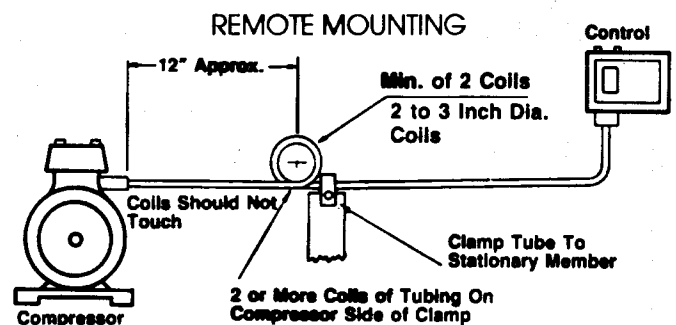 REMOTE MOUNTING
Control
12" Approx.
Min. of 2 Coils
2 to 3 Inch Dia.
Coils
Coils Should Not
Touch
Clamp Tube To
Stationary Member
2 or More Coils of Tubing On
Compressor Side of Clamp
Compressor